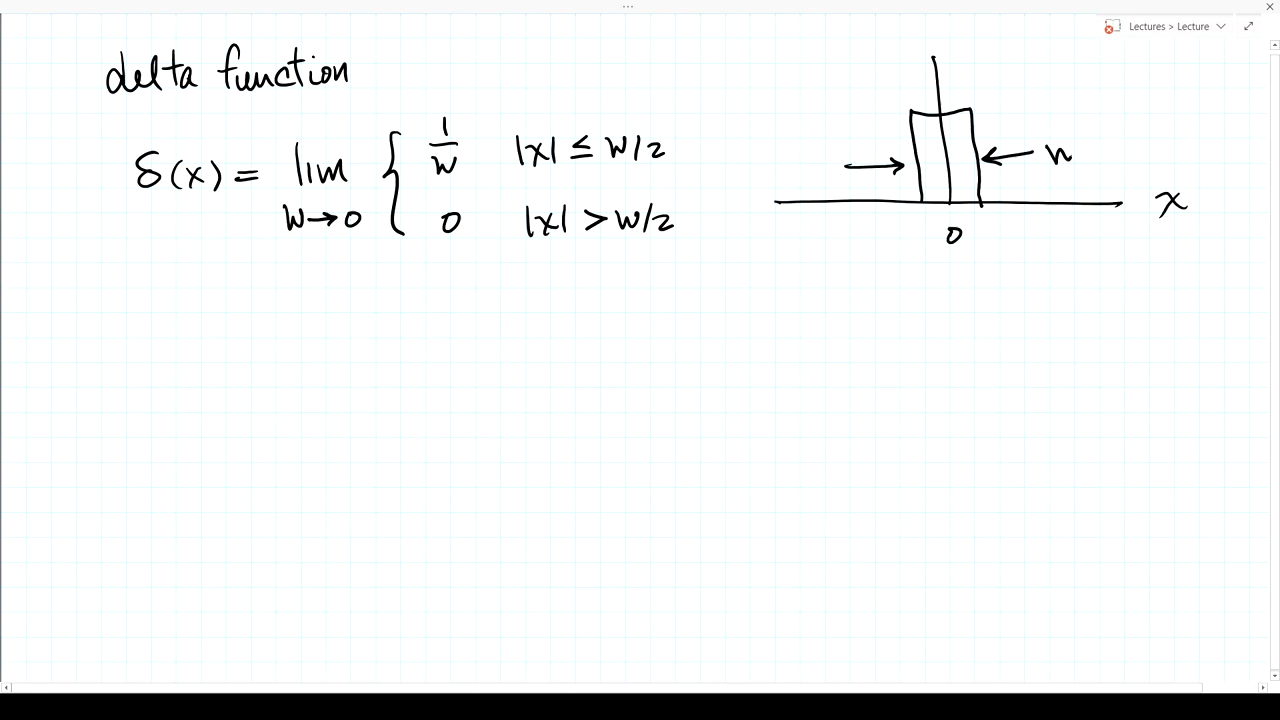 Lectures > Lecture
delta function
δ(x) = lim { 1/w |x| ≤ w/2
w→0 0 |x| > w/2
w
x
0